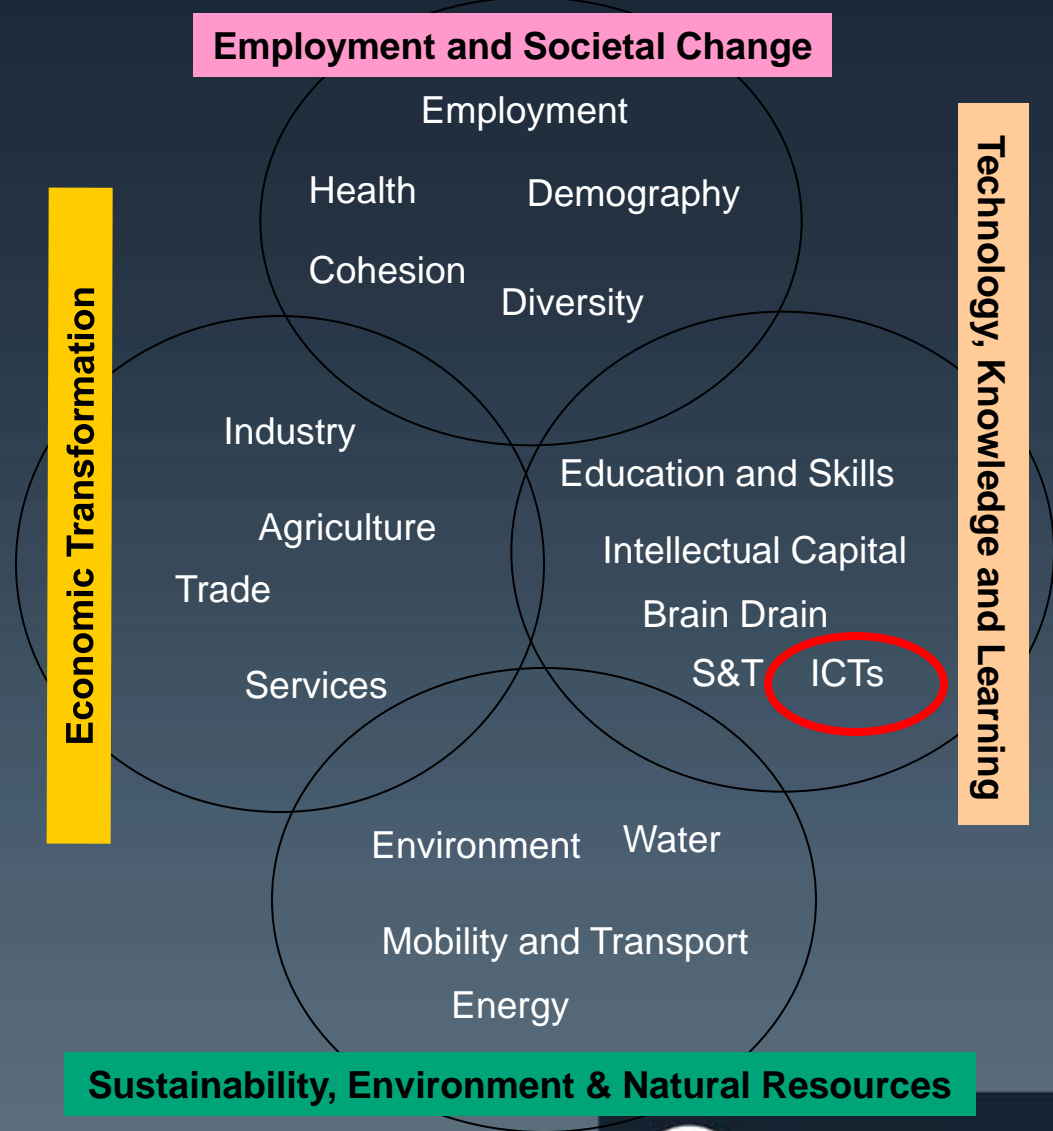 Employment and Societal Change
Employment
Health
Demography
Cohesion
Diversity
Economic Transformation
Industry
Agriculture
Trade
Services
Technology, Knowledge and Learning
Education and Skills
Intellectual Capital
Brain Drain
S&T
ICTs
Environment
Water
Mobility and Transport
Energy
Sustainability, Environment & Natural Resources